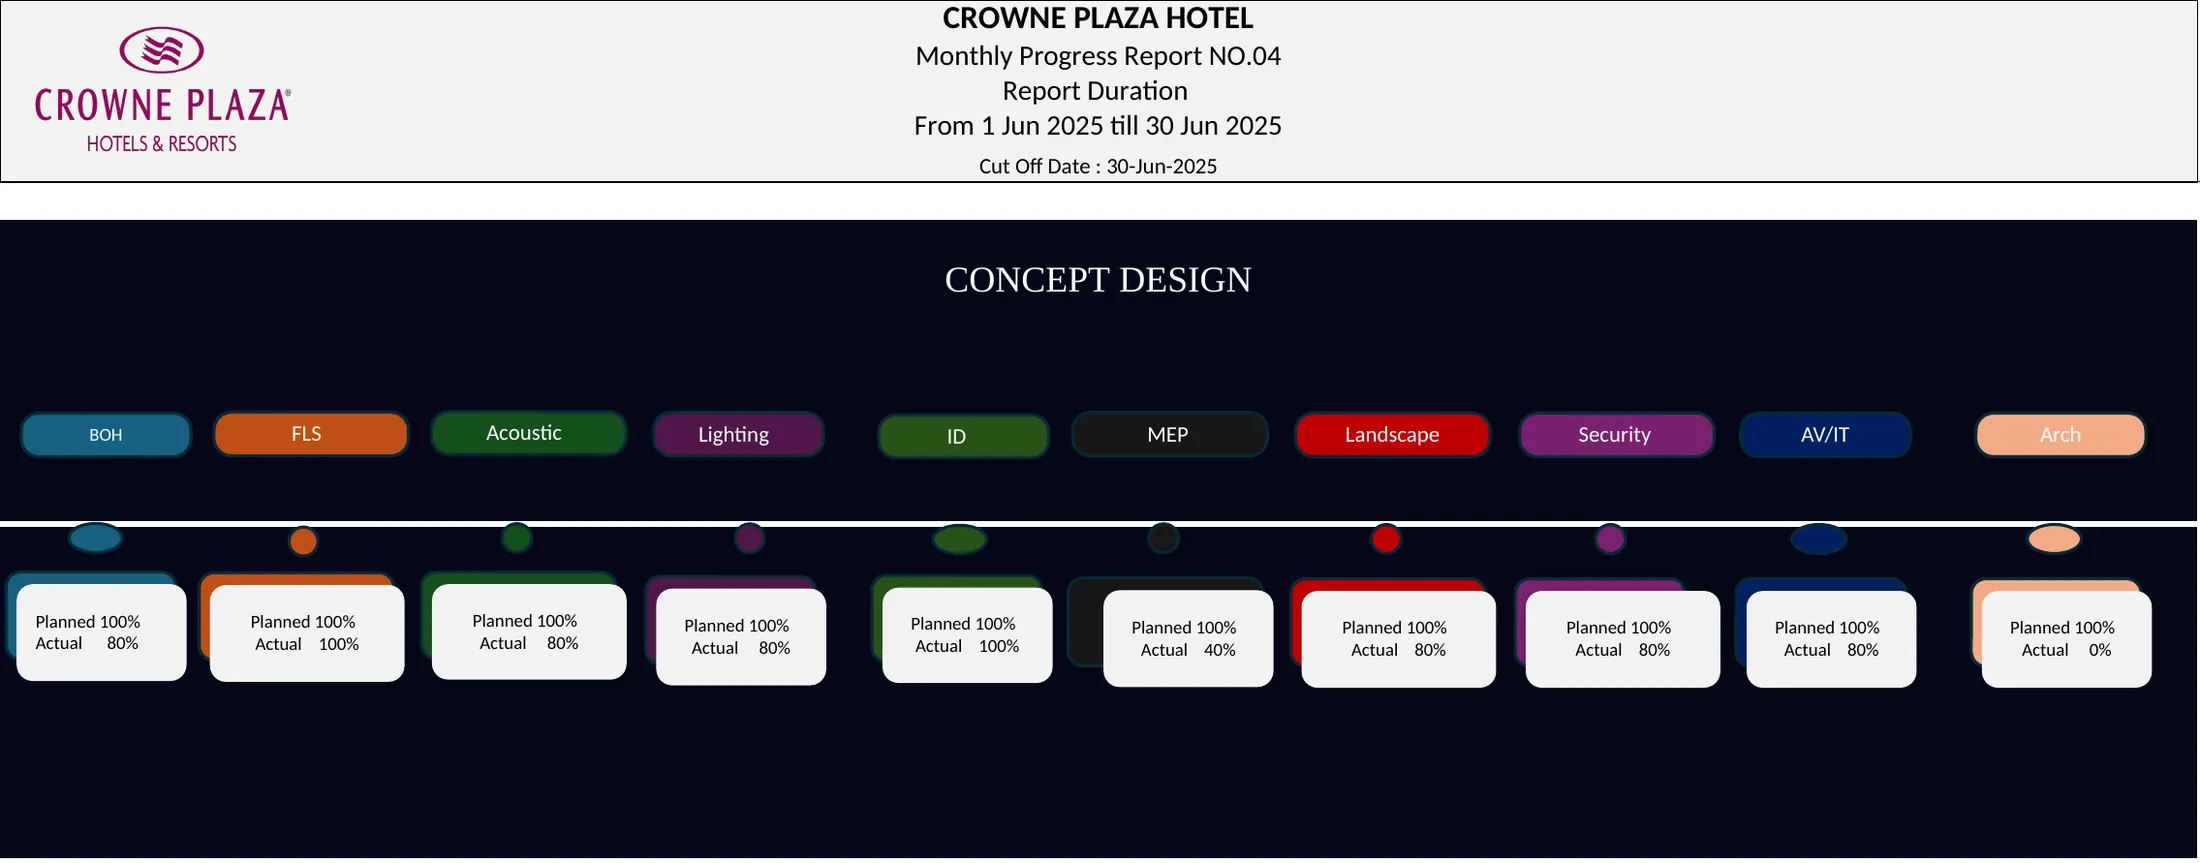 CROWNE PLAZA®
HOTELS & RESORTS
CROWNE PLAZA HOTEL
Monthly Progress Report NO.04
Report Duration
From 1 Jun 2025 till 30 Jun 2025
Cut Off Date : 30-Jun-2025
CONCEPT DESIGN
BOH
FLS
Acoustic
Lighting
ID
MEP
Landscape
Security
AV/IT
Arch
Planned 100%
Actual 80%
Planned 100%
Actual 100%
Planned 100%
Actual 80%
Planned 100%
Actual 80%
Planned 100%
Actual 100%
Planned 100%
Actual 40%
Planned 100%
Actual 80%
Planned 100%
Actual 80%
Planned 100%
Actual 80%
Planned 100%
Actual 0%